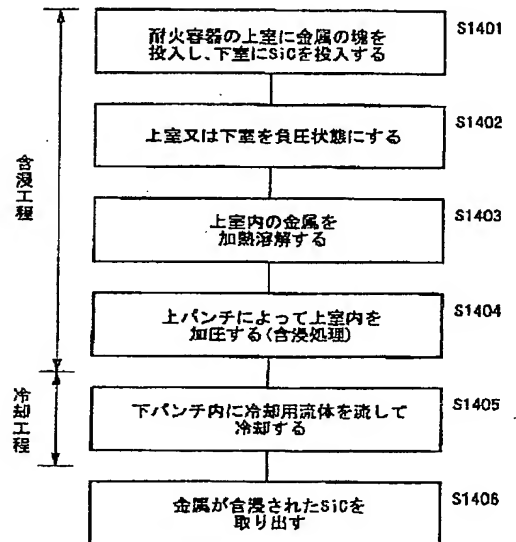 耐火容器の上室に金属の塊を
投入し、下室にSiCを投入する
S1401
上室又は下室を負圧状態にする
S1402
上室内の金属を
加熱溶解する
S1403
上パンチによって上室内を
加圧する(含浸処理)
S1404
下パンチ内に冷却用流体を流して
冷却する
S1405
金属が含浸されたSiCを
取り出す
S1406
含浸工程
冷却工程